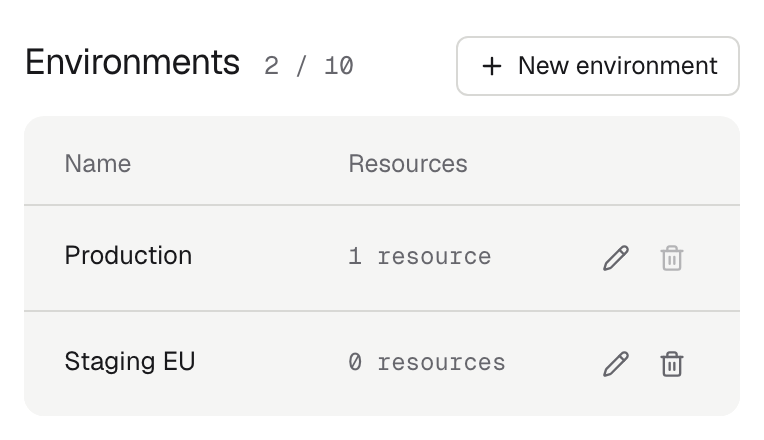 Environments 2 / 10
+ New environment
Name Resources
Production 1 resource
Staging EU 0 resources